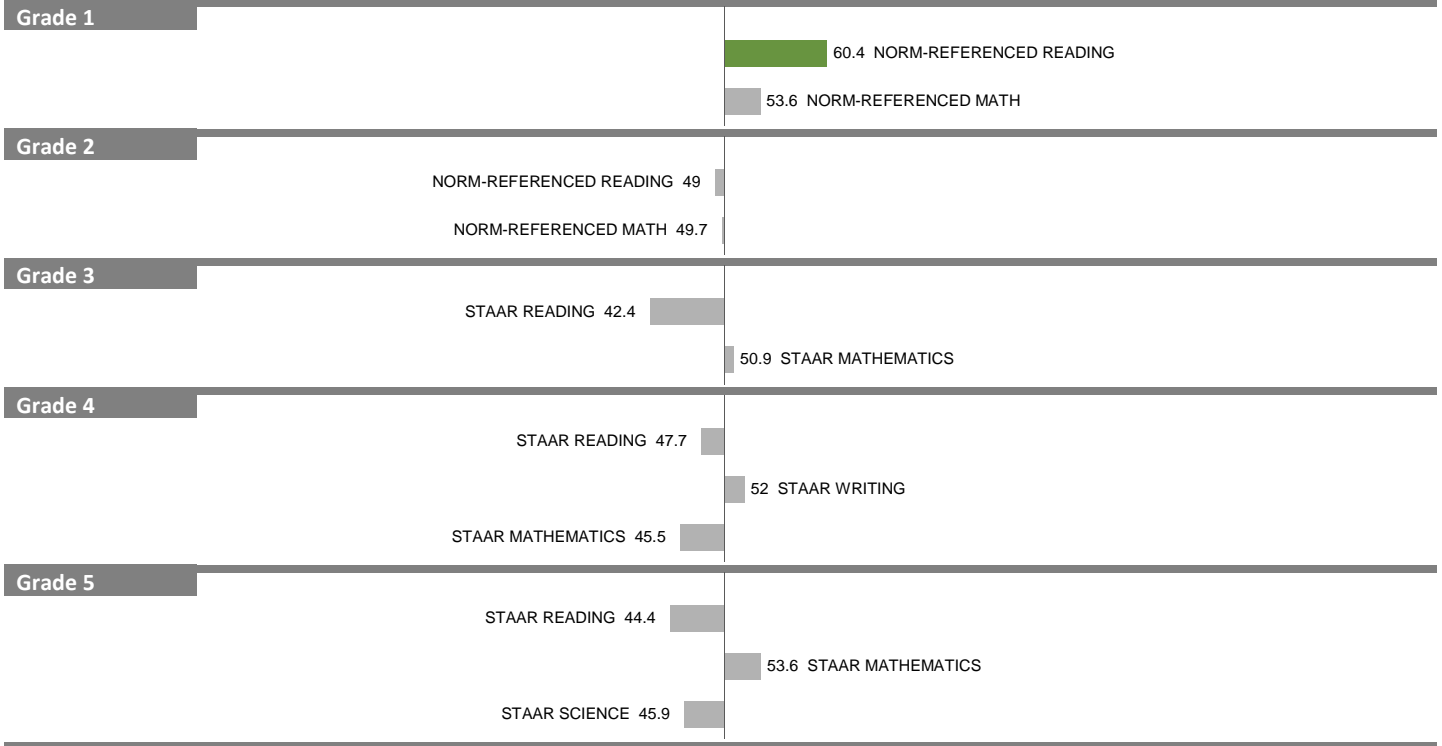 Grade 1
60.4 NORM-REFERENCED READING
53.6 NORM-REFERENCED MATH
Grade 2
NORM-REFERENCED READING 49
NORM-REFERENCED MATH 49.7
Grade 3
STAAR READING 42.4
50.9 STAAR MATHEMATICS
Grade 4
STAAR READING 47.7
52 STAAR WRITING
STAAR MATHEMATICS 45.5
Grade 5
STAAR READING 44.4
53.6 STAAR MATHEMATICS
STAAR SCIENCE 45.9